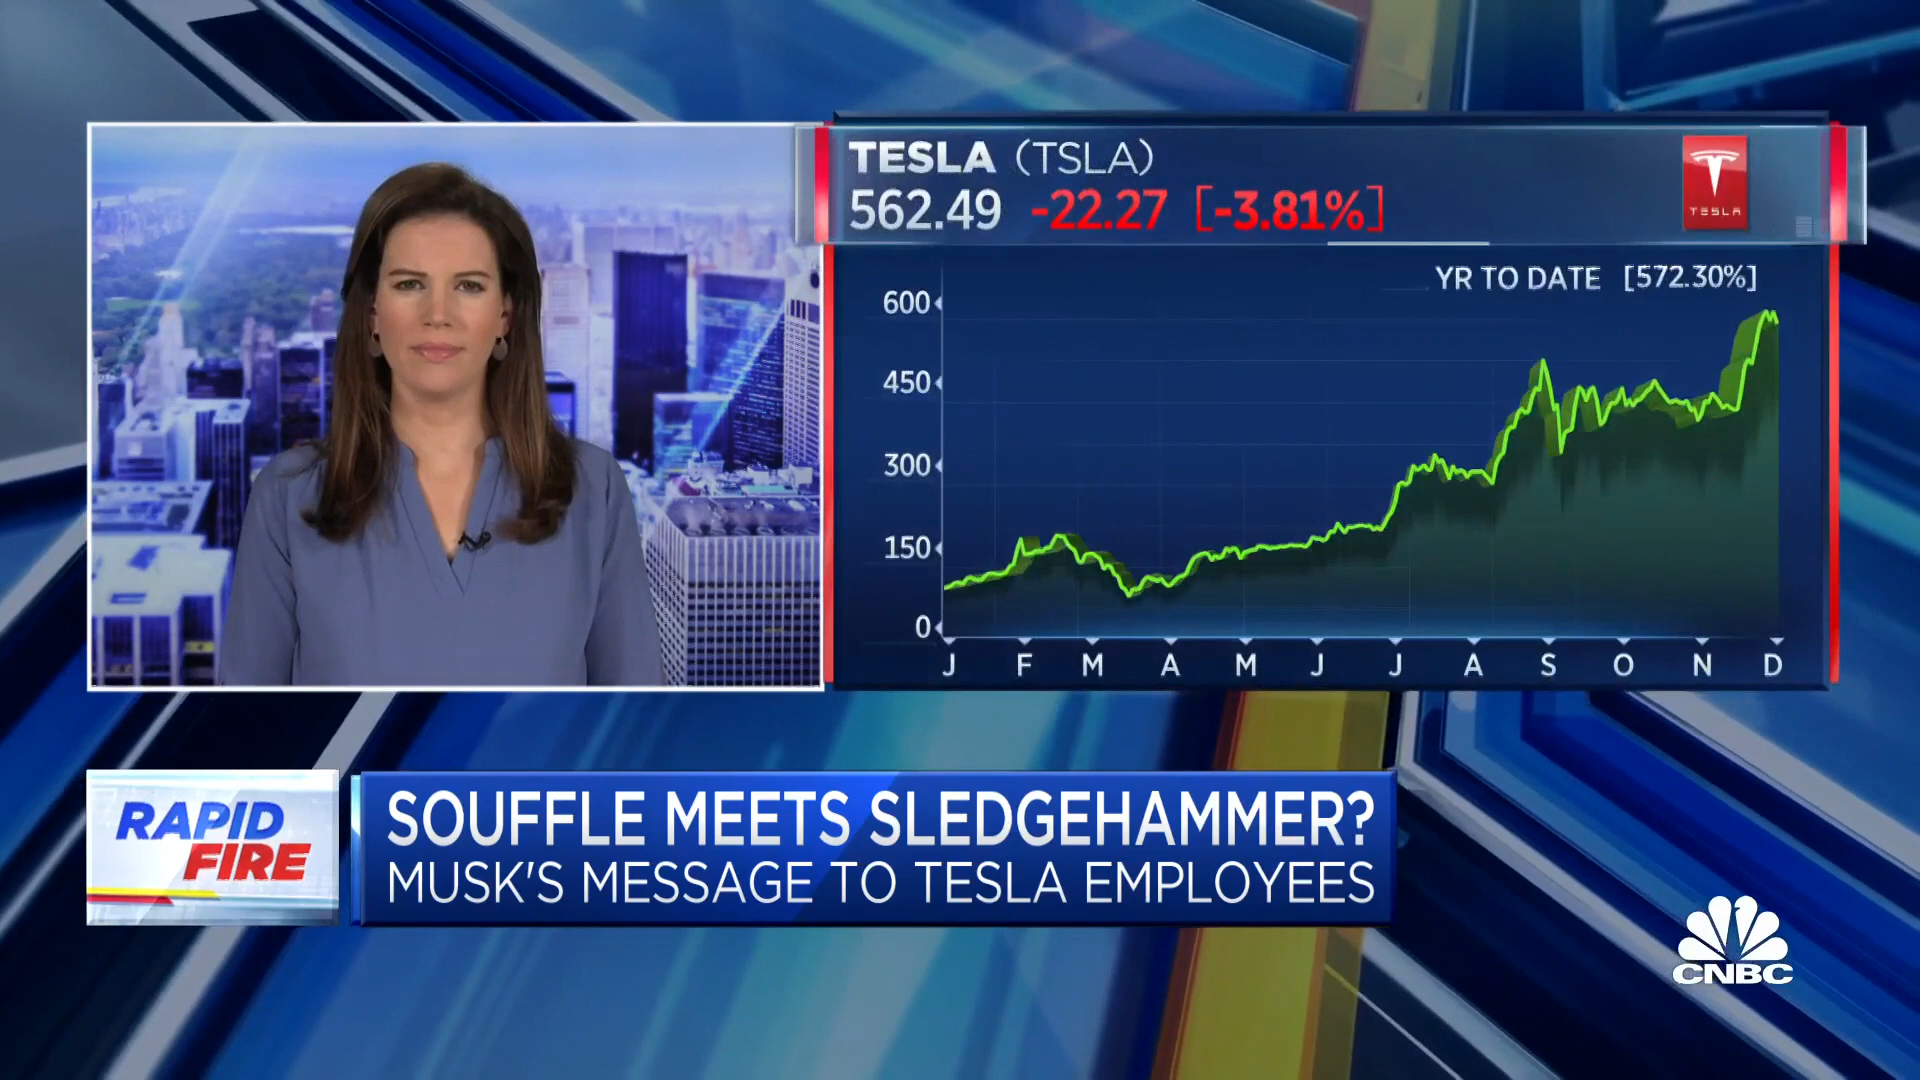 TESLA (TSLA)
562.49 -22.27 [-3.81%]
TESLA
YR TO DATE [572.30%]
600
450
300
150
0
J F M A M J J A S O N D
RAPID
FIRE
SOUFFLE MEETS SLEDGEHAMMER?
MUSK'S MESSAGE TO TESLA EMPLOYEES
CNBC